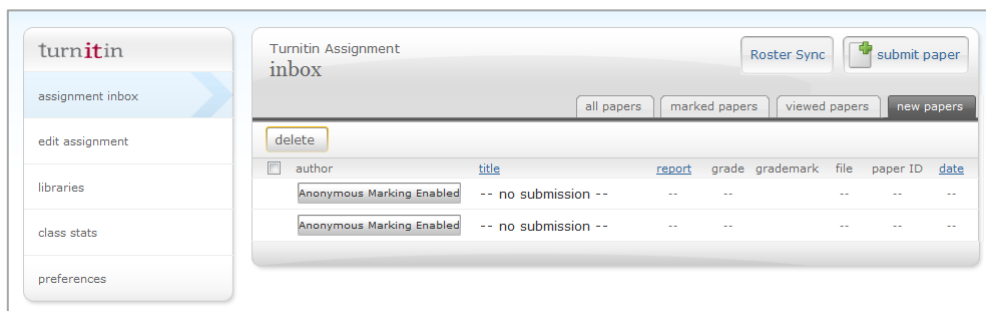 turnitin
assignment inbox
edit assignment
libraries
class stats
preferences
Turnitin Assignment
inbox
Roster Sync
submit paper
all papers marked papers viewed papers new papers
delete
author title report grade grademark file paper ID date
Anonymous Marking Enabled -- no submission -- -- -- -- -- --
Anonymous Marking Enabled -- no submission -- -- -- -- -- --